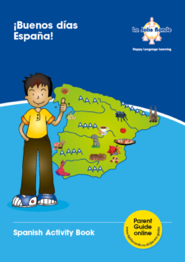 ¡Buenos días
España!
La Jolie Ronde
Happy Language Learning
Parent
Guide
online
Spanish Activity Book